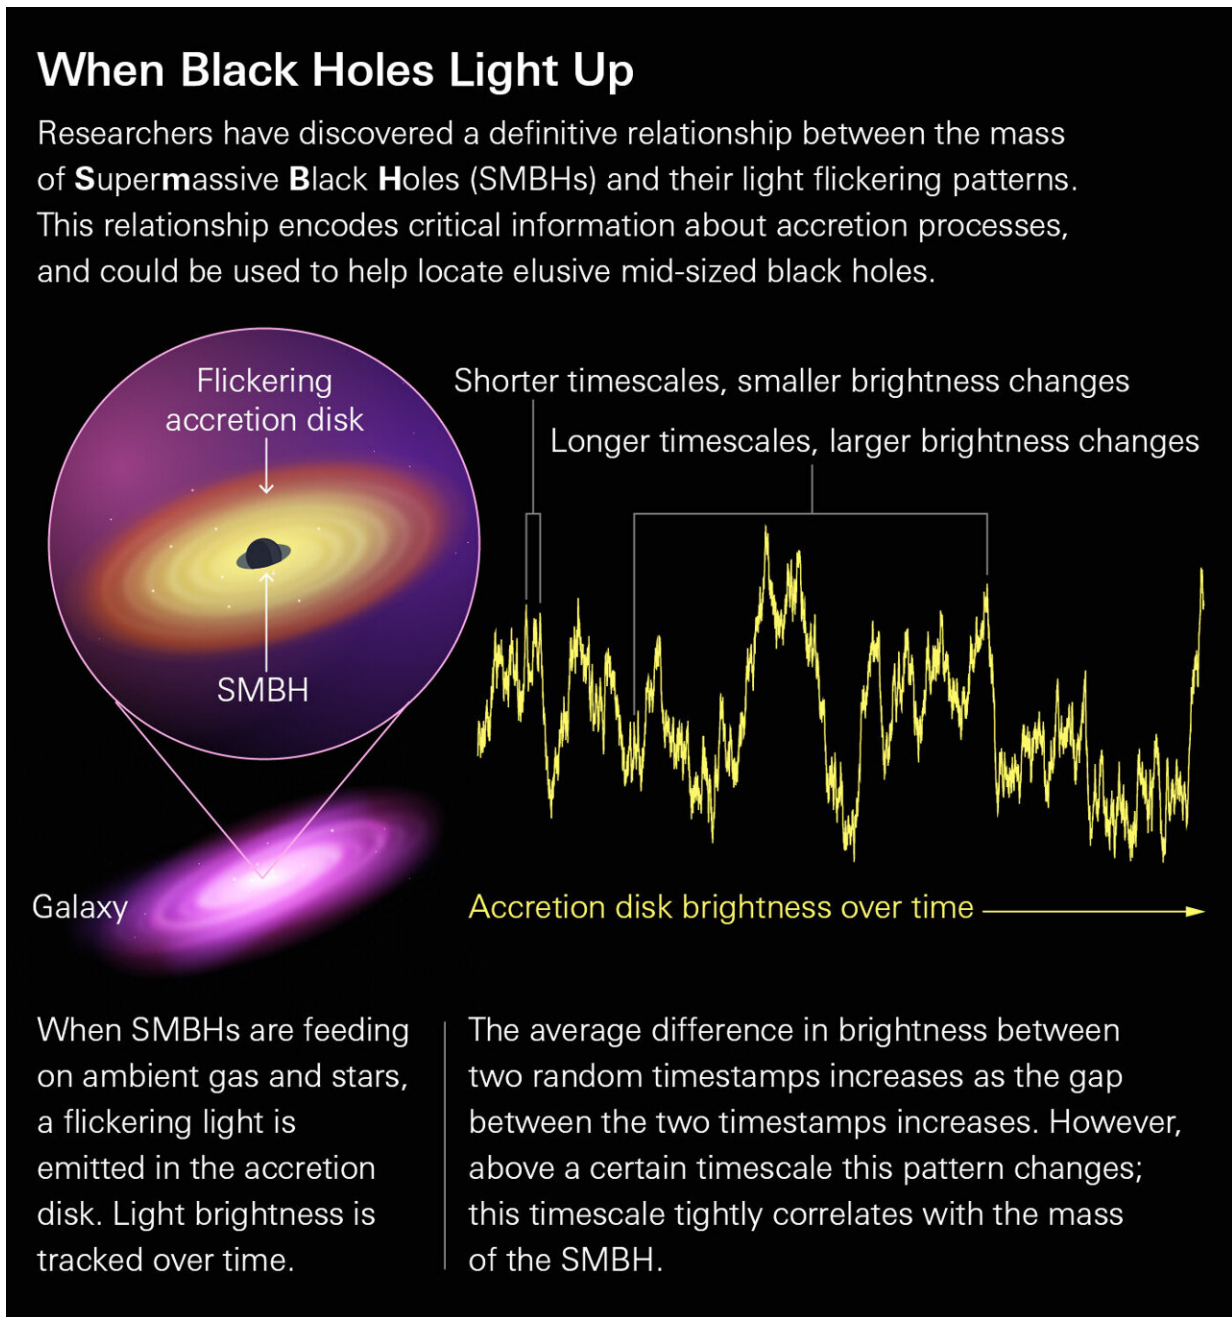 When Black Holes Light Up
Researchers have discovered a definitive relationship between the mass
of Supermassive Black Holes (SMBHs) and their light flickering patterns.
This relationship encodes critical information about accretion processes,
and could be used to help locate elusive mid-sized black holes.
Flickering
accretion disk
SMBH
Galaxy
Shorter timescales, smaller brightness changes
Longer timescales, larger brightness changes
Accretion disk brightness over time
When SMBHs are feeding
on ambient gas and stars,
a flickering light is
emitted in the accretion
disk. Light brightness is
tracked over time.
The average difference in brightness between
two random timestamps increases as the gap
between the two timestamps increases. However,
above a certain timescale this pattern changes;
this timescale tightly correlates with the mass
of the SMBH.